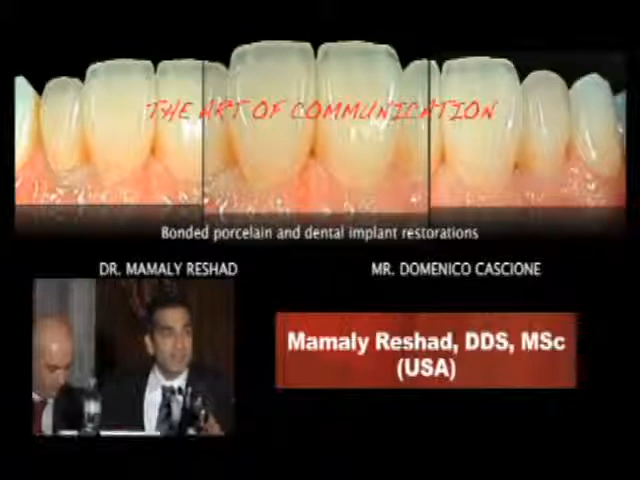 THE ART OF COMMUNICATION
Bonded porcelain and dental implant restorations
DR. MAMALY RESHAD
MR. DOMENICO CASCIONE
Mamaly Reshad, DDS, MSc
(USA)